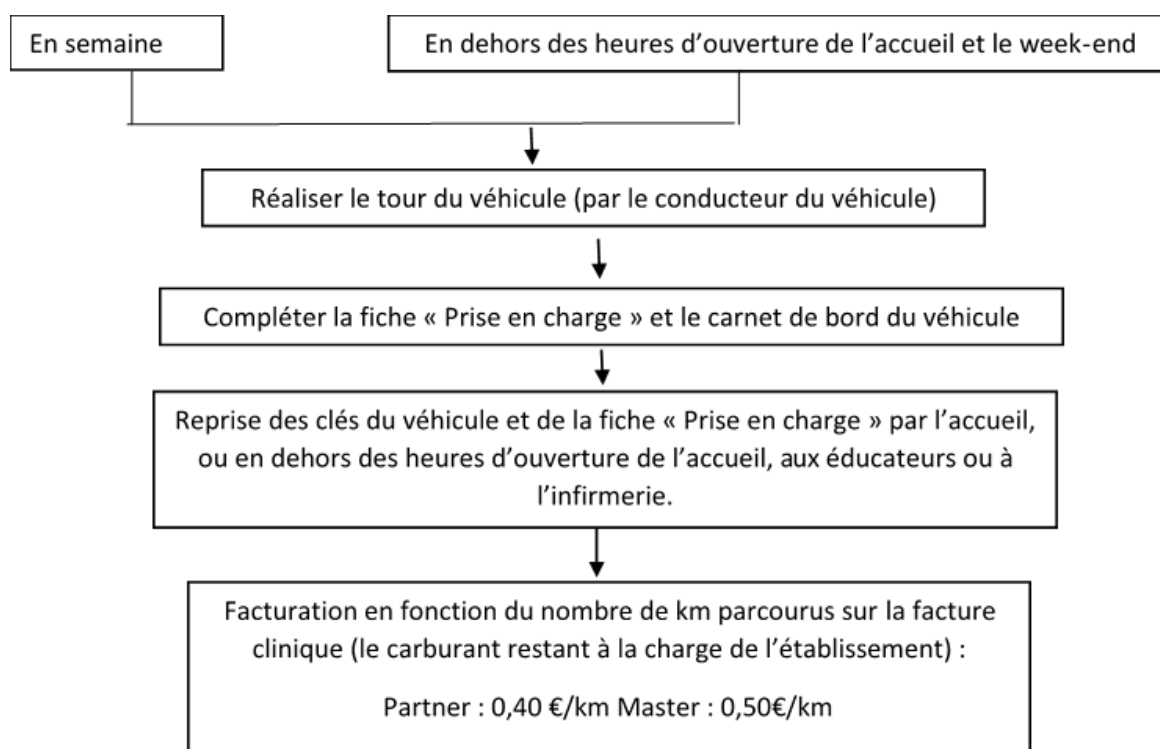 En semaine
En dehors des heures d’ouverture de l’accueil et le week-end
Réaliser le tour du véhicule (par le conducteur du véhicule)
Compléter la fiche « Prise en charge » et le carnet de bord du véhicule
Reprise des clés du véhicule et de la fiche « Prise en charge » par l’accueil,
ou en dehors des heures d’ouverture de l’accueil, aux éducateurs ou à
l’infirmerie.
Facturation en fonction du nombre de km parcourus sur la facture
clinique (le carburant restant à la charge de l’établissement) :
Partner : 0,40 €/km Master : 0,50€/km